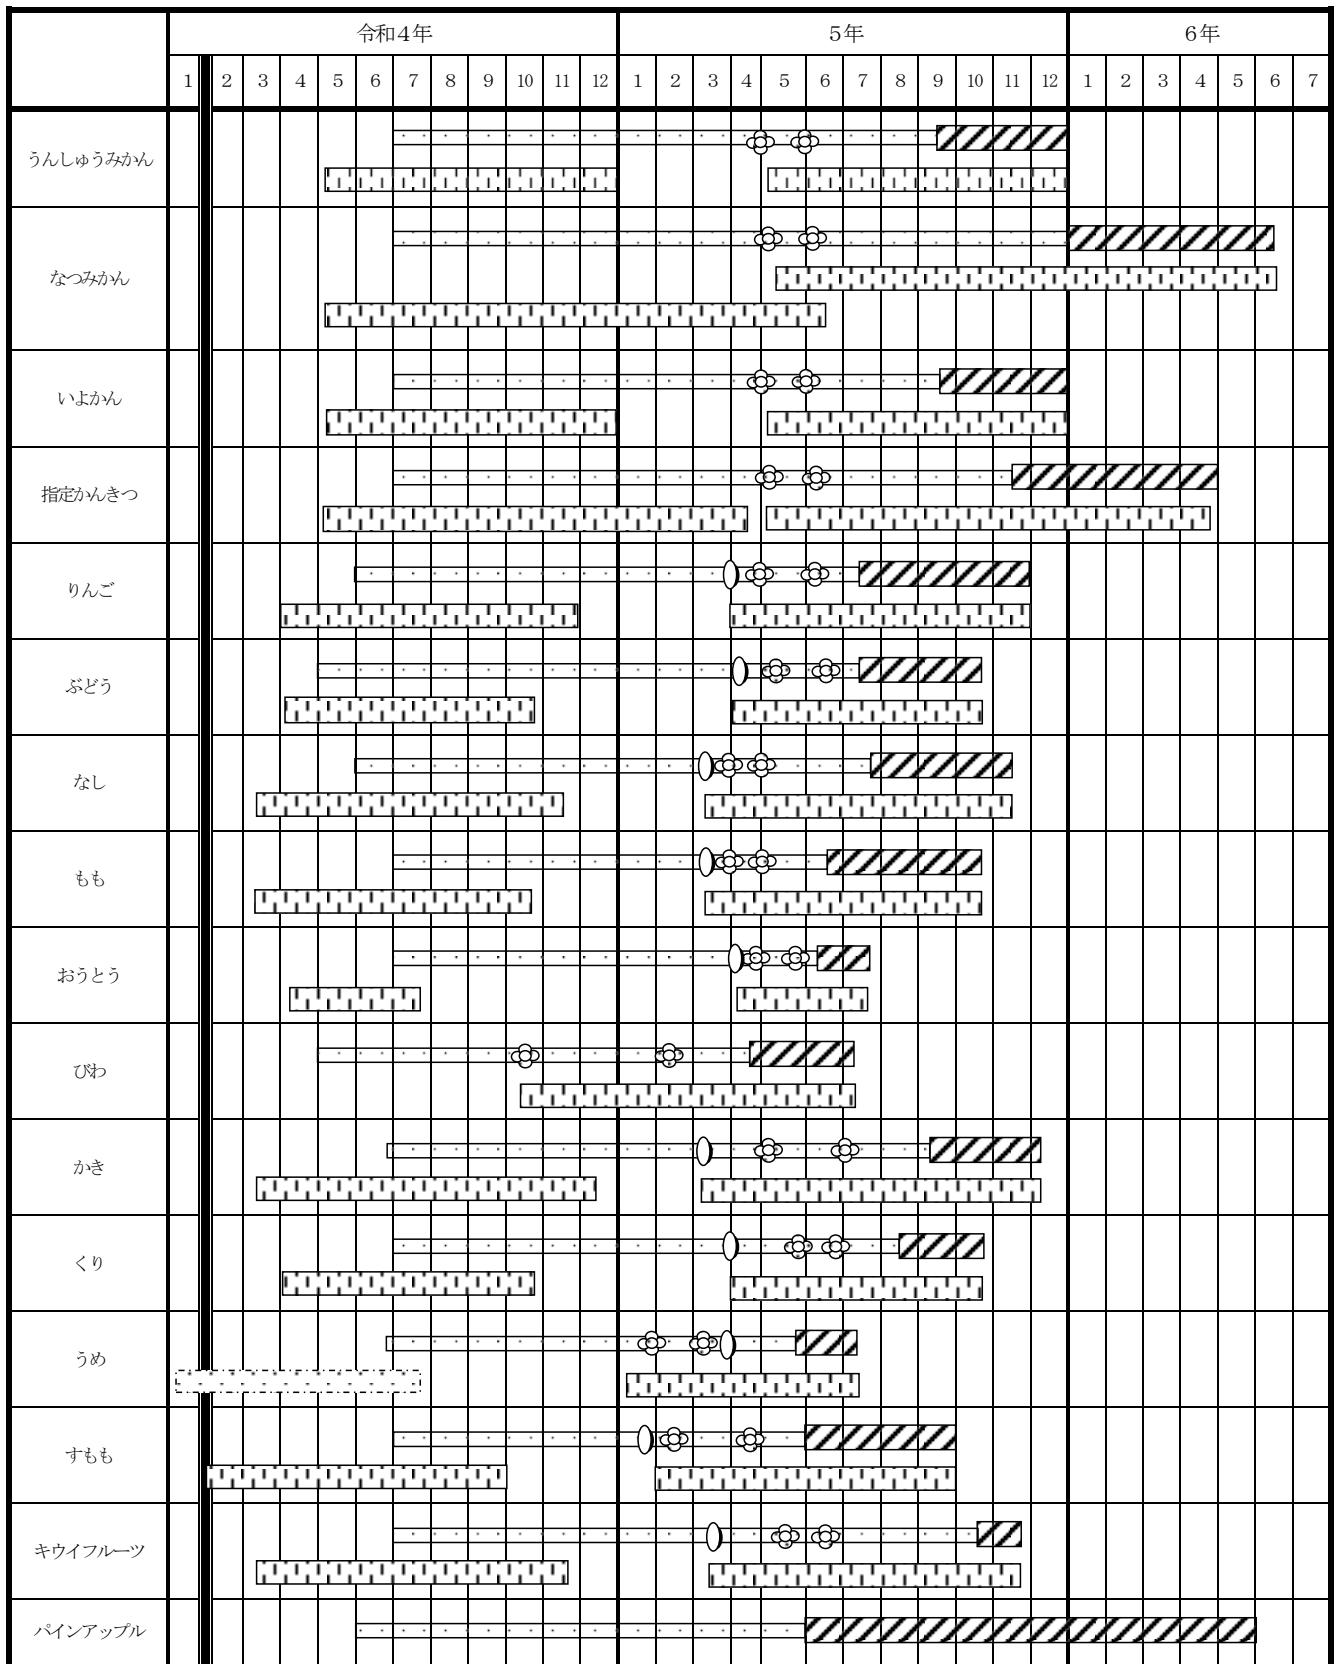 令和４年 ５年 ６年
1 2 3 4 5 6 7 8 9 10 11 12 1 2 3 4 5 6 7 8 9 10 11 12 1 2 3 4 5 6 7
うんしゅうみかん
なつみかん
いよかん
指定かんきつ
りんご
ぶどう
なし
もも
おうとう
びわ
かき
くり
うめ
すもも
キウイフルーツ
パインアップル